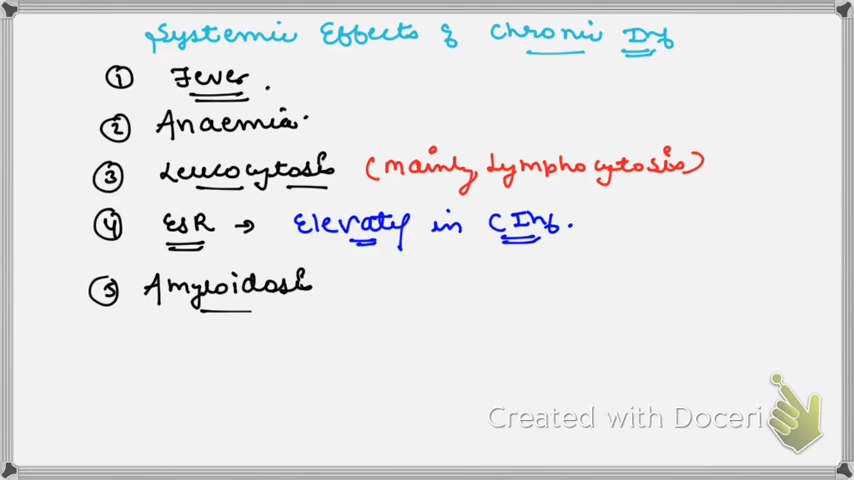 Systemic Effects of Chronic Inf
① Fever.
② Anaemia.
③ Leucocytosis (Mainly Lymphocytosis)
④ ESR → Elevated in CInf.
⑤ Amyloidosis
Created with Doceri